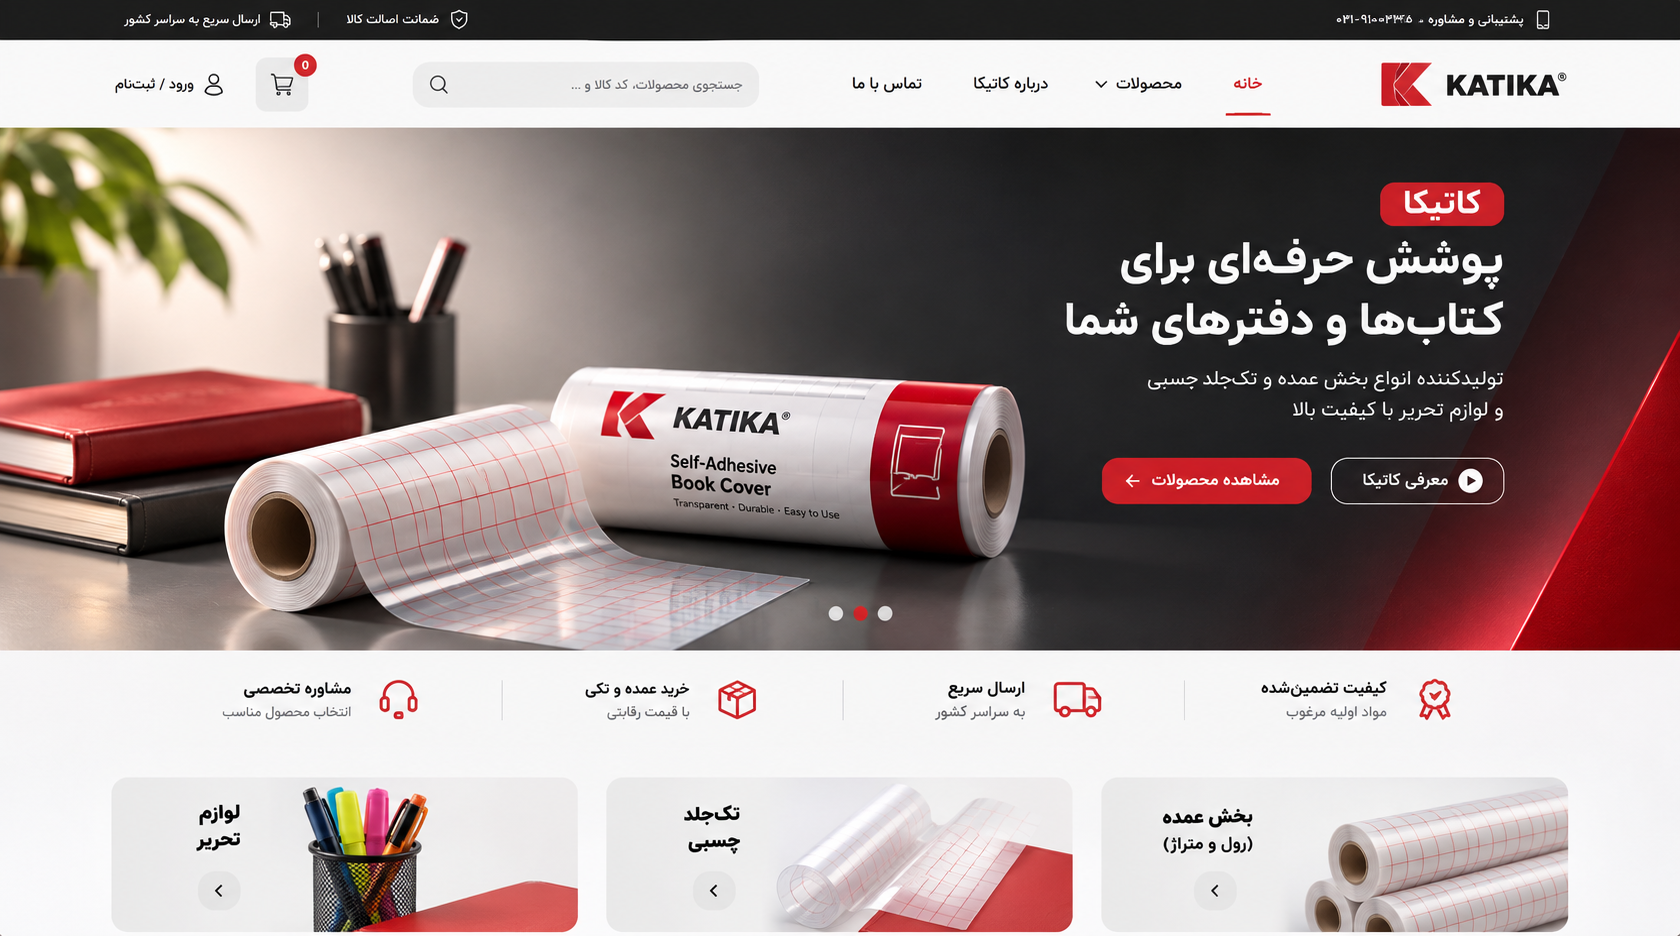 پشتیبانی و مشاوره
ضمانت اصالت کالا
ارسال سریع به سراسر کشور
KATIKA®
خانه
محصولات
درباره کاتیکا
تماس با ما
جستجوی محصولات، کد کالا و ...
0
ورود / ثبت‌نام
کاتیکا
پوشش حرفه‌ای برای
کتاب‌ها و دفترهای شما
تولیدکننده انواع بخش عمده و تک‌جلد چسبی
و لوازم تحریر با کیفیت بالا
معرفی کاتیکا
مشاهده محصولات
KATIKA®
Self-Adhesive
Book Cover
Transparent · Durable · Easy to Use
کیفیت تضمین‌شده
مواد اولیه مرغوب
ارسال سریع
به سراسر کشور
خرید عمده و تکی
با قیمت رقابتی
مشاوره تخصصی
انتخاب محصول مناسب
بخش عمده
(رول و متراژ)
تک‌جلد
چسبی
لوازم
تحریر